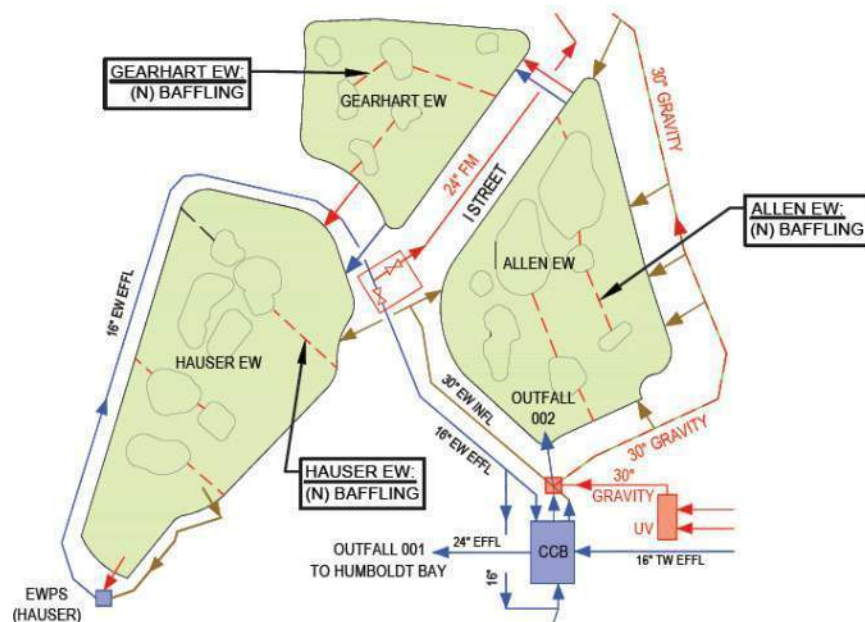 GEARHART EW:
(N) BAFFLING
GEARHART EW
30" GRAVITY
24" FM
I STREET
ALLEN EW:
(N) BAFFLING
ALLEN EW
16" EW EFFL
HAUSER EW
30" EW INFL
16" EW EFFL
OUTFALL
002
30" GRAVITY
HAUSER EW:
(N) BAFFLING
30"
GRAVITY
UV
OUTFALL 001
TO HUMBOLDT BAY
24" EFFL
CCB
16" TW EFFL
16"
EWPS
(HAUSER)